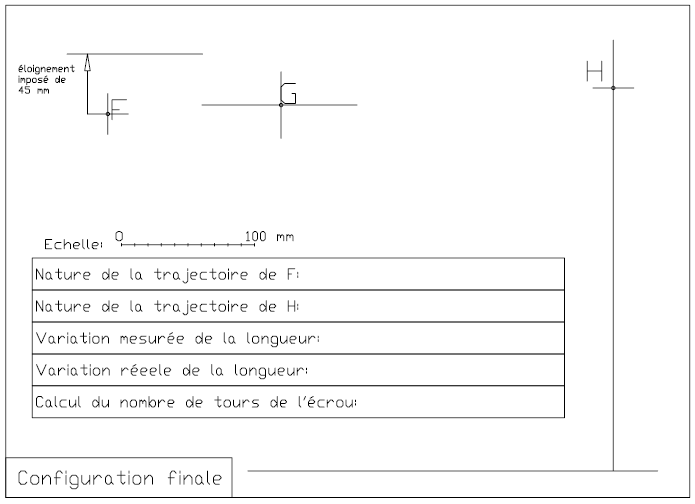 éloignement
imposé de
45 mm
F
G
H
Echelle: 0 100 mm
Nature de la trajectoire de F:
Nature de la trajectoire de H:
Variation mesurée de la longueur:
Variation réeele de la longueur:
Calcul du nombre de tours de l'écrou:
Configuration finale